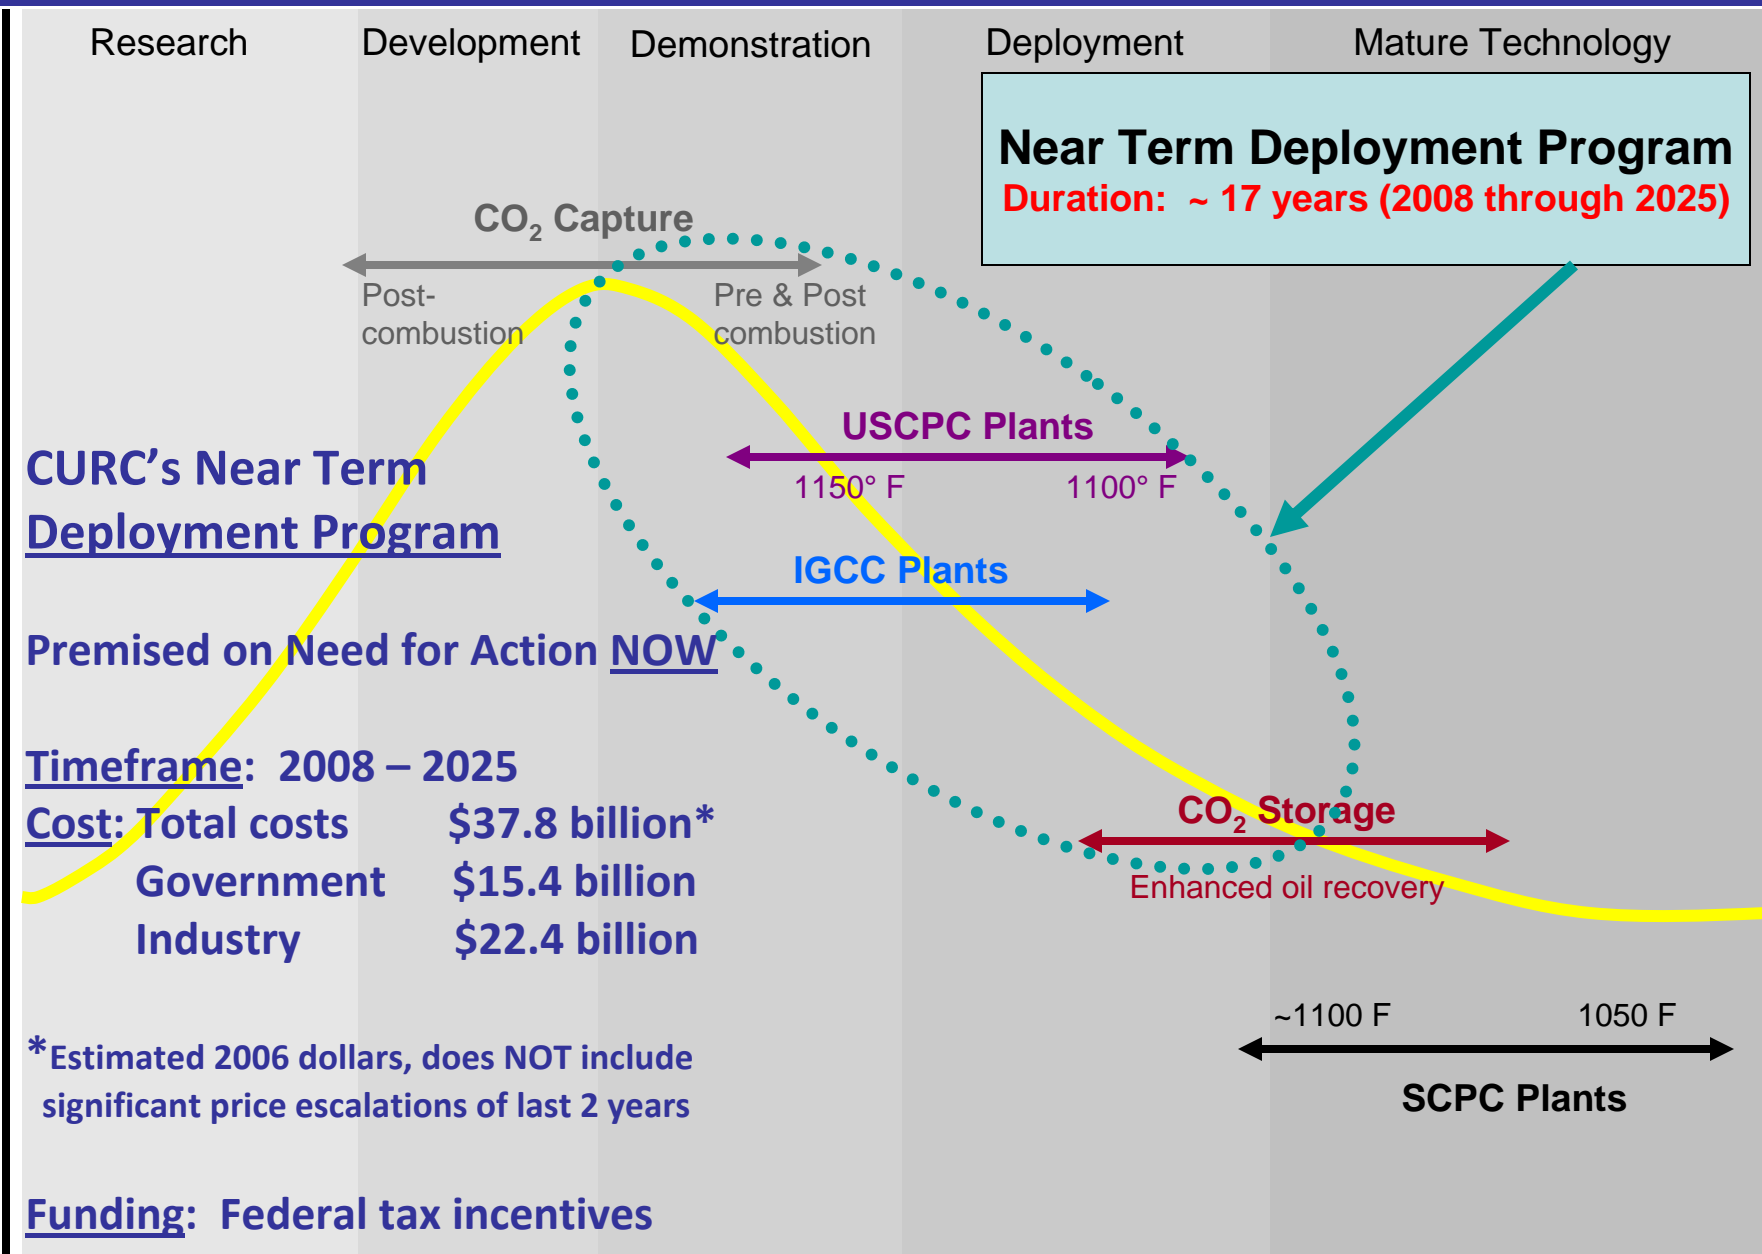 Research Development Demonstration Deployment Mature Technology
Near Term Deployment Program
Duration: ~ 17 years (2008 through 2025)
CO₂ Capture
Post-
combustion
Pre & Post
combustion
USCPC Plants
1150° F 1100° F
CURC’s Near Term
Deployment Program
IGCC Plants
Premised on Need for Action NOW
Timeframe: 2008 – 2025
Cost: Total costs $37.8 billion*
Government $15.4 billion
Industry $22.4 billion
CO₂ Storage
Enhanced oil recovery
~1100 F 1050 F
SCPC Plants
*Estimated 2006 dollars, does NOT include
significant price escalations of last 2 years
Funding: Federal tax incentives